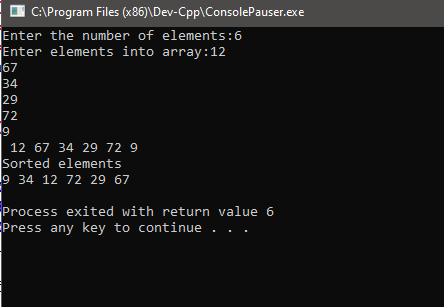 C:\Program Files (x86)\Dev-Cpp\ConsolePauser.exe
Enter the number of elements:6
Enter elements into array:12
67
34
29
72
9
12 67 34 29 72 9
Sorted elements
9 34 12 72 29 67
Process exited with return value 6
Press any key to continue . . .